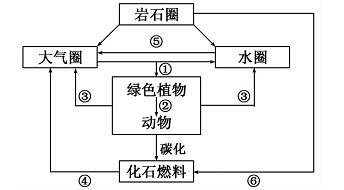 岩石圈
⑤
大气圈
水圈
①
③
绿色植物
②
动物
③
碳化
④
化石燃料
⑥